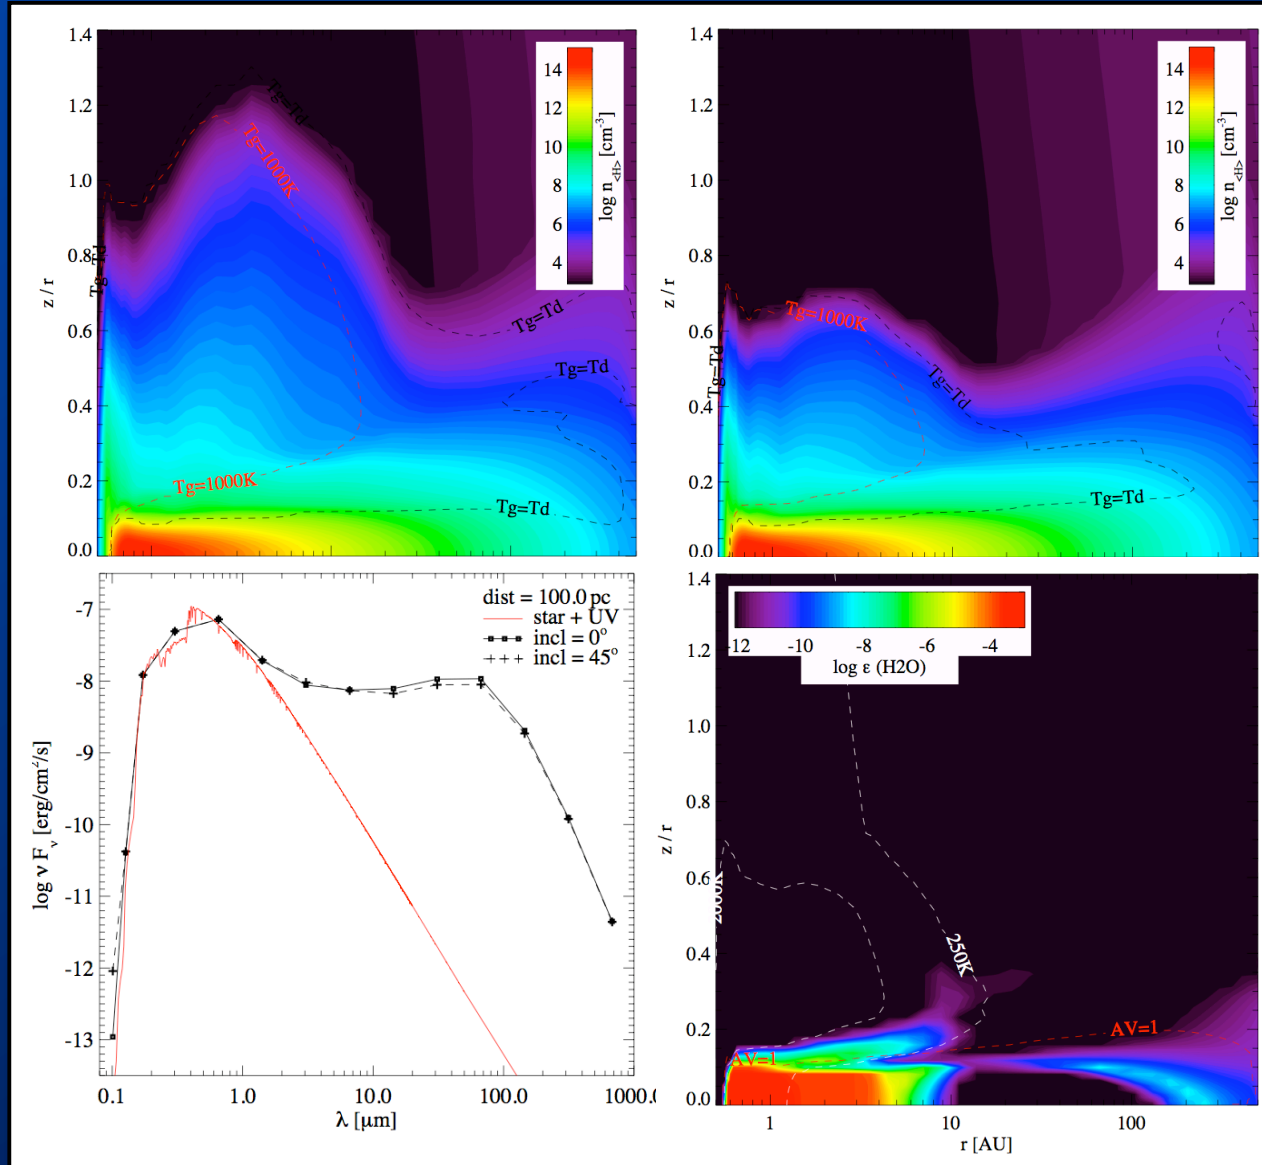 1.4
1.2
1.0
0.8
0.6
0.4
0.2
0.0
z / r
14
12
10
8
6
4
log n<H> [cm-3]
Tg=Td
Tg=1000K
Tg=Td
Tg=Td
Tg=Td
Tg=1000K
Tg=Td
1.4
1.2
1.0
0.8
0.6
0.4
0.2
0.0
z / r
14
12
10
8
6
4
log n<H> [cm-3]
Tg=1000K
Tg=Td
Tg=Td
Tg=Td
-7
-8
-9
-10
-11
-12
-13
log ν Fν [erg/cm2/s]
dist = 100.0 pc
star + UV
incl = 0o
incl = 45o
0.1 1.0 10.0 100.0 1000.0
λ [μm]
1.4
1.2
1.0
0.8
0.6
0.4
0.2
0.0
z / r
-12 -10 -8 -6 -4
log ε (H2O)
2000K
250K
AV=1
AV=1
1 10 100
r [AU]